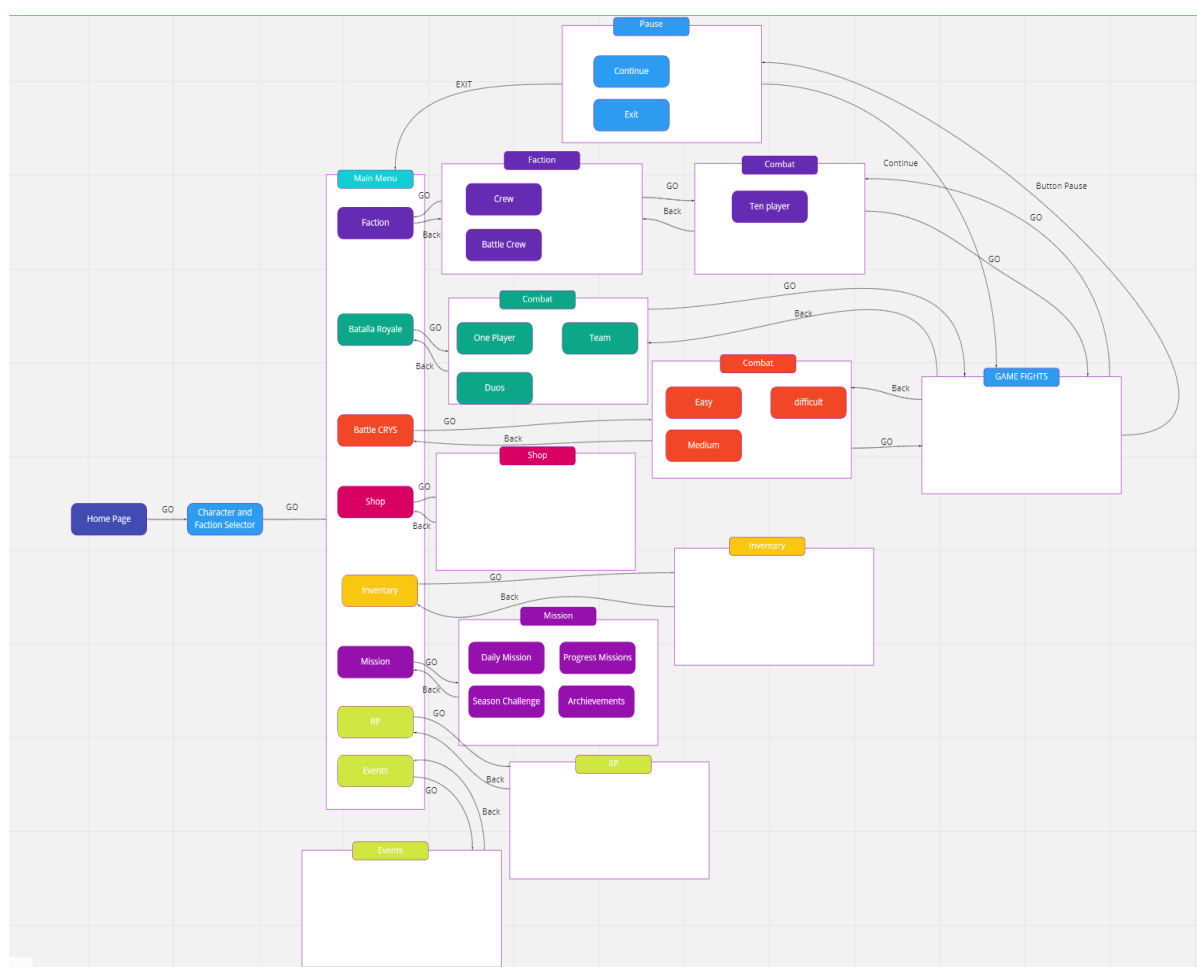 Pause
Continue
Exit
EXIT
Main Menu
Faction
GO
Back
Faction
Crew
Battle Crew
GO
Back
Combat
Ten player
Continue
Button Pause
GO
GO
Batalla Royale
GO
Back
Combat
One Player
Team
Duos
GO
Back
Battle CRYS
GO
Back
Combat
Easy
difficult
Medium
Back
GO
GAME FIGHTS
Shop
GO
Back
Shop
Home Page
GO
Character and
Faction Selector
GO
Inventory
GO
Back
Inventory
Mission
GO
Back
Mission
Daily Mission
Progress Missions
Season Challenge
Archievements
RP
GO
Back
RP
Events
GO
Back
Events